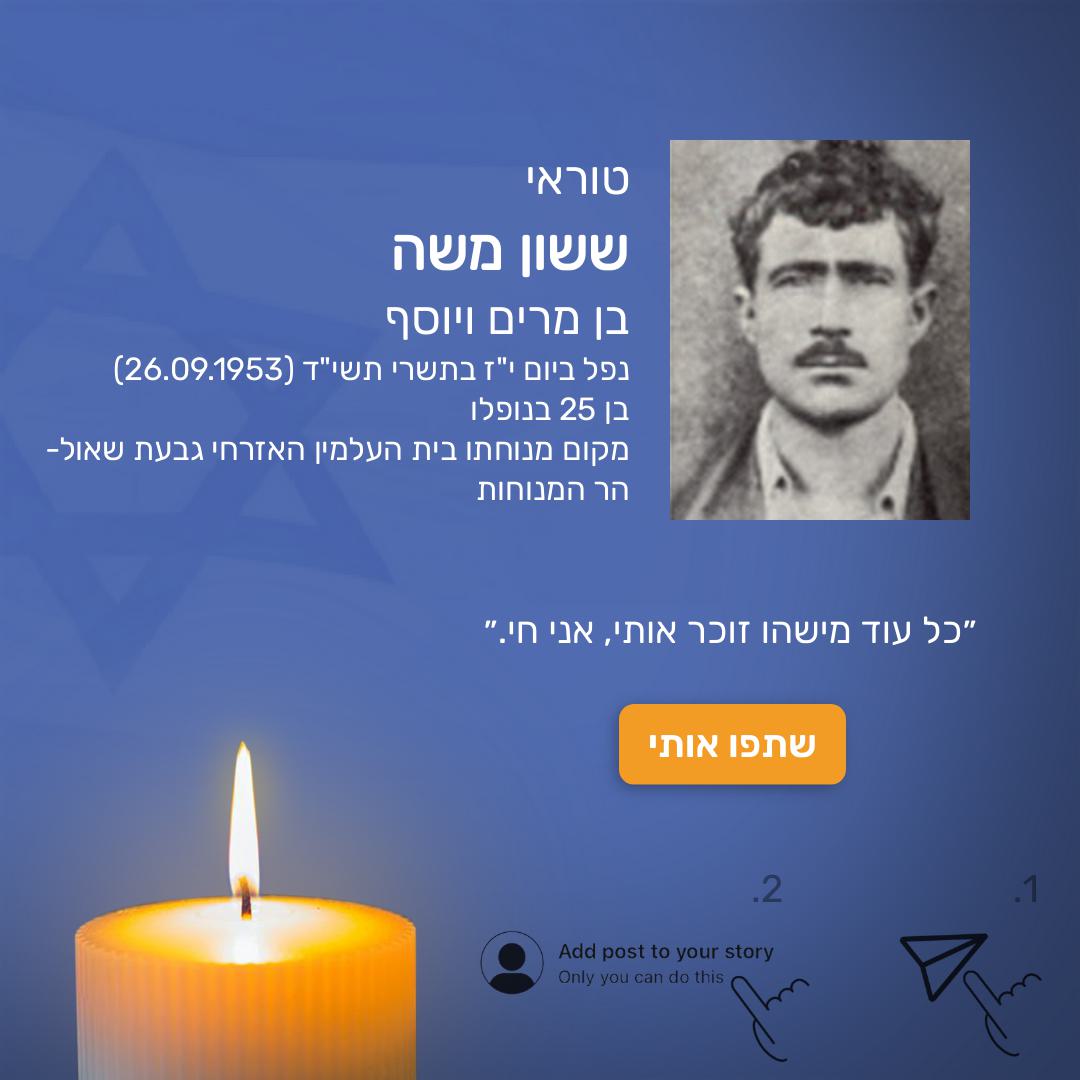 טוראי
ששון משה
בן מרים ויוסף
נפל ביום י"ז בתשרי תשי"ד (26.09.1953)
בן 25 בנופלו
מקום מנוחתו בית העלמין האזרחי גבעת שאול-
הר המנוחות
״כל עוד מישהו זוכר אותי, אני חי.״
שתפו אותי
1.
2.
Add post to your story
Only you can do this